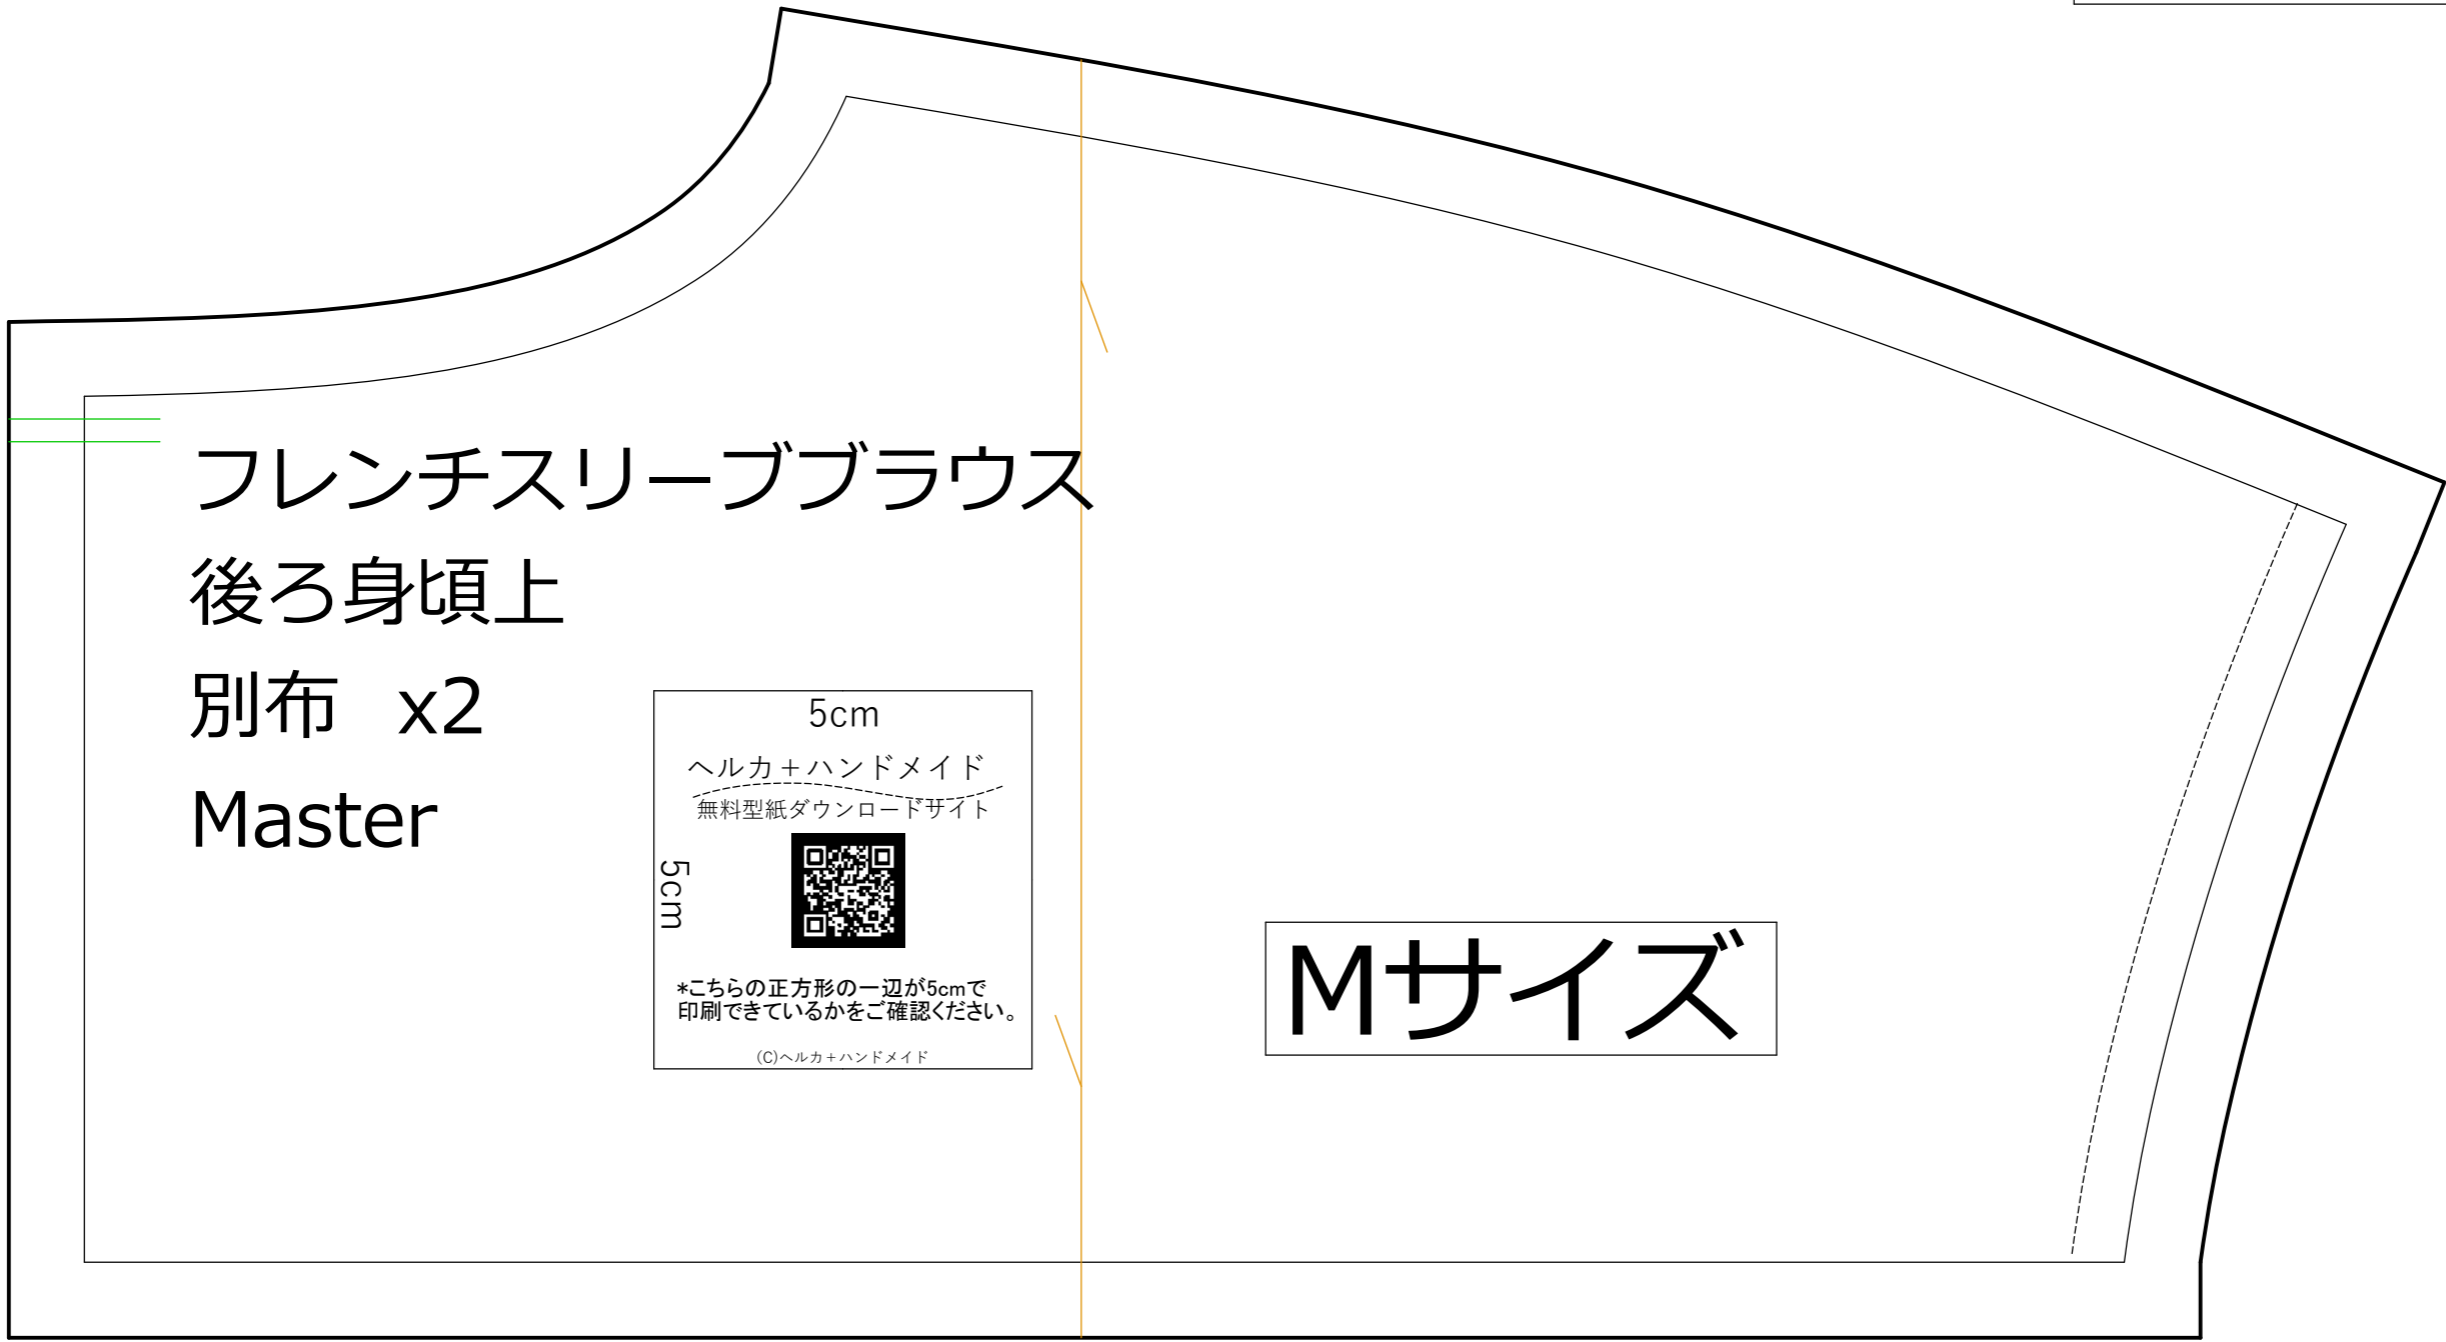 フレンチスリーブブラウス
後ろ身頃上
別布　x2
Master
5cm
ヘルカ+ハンドメイド
無料型紙ダウンロードサイト
5cm
*こちらの正方形の一辺が5cmで
印刷できているかをご確認ください。
(C)ヘルカ+ハンドメイド
Mサイズ